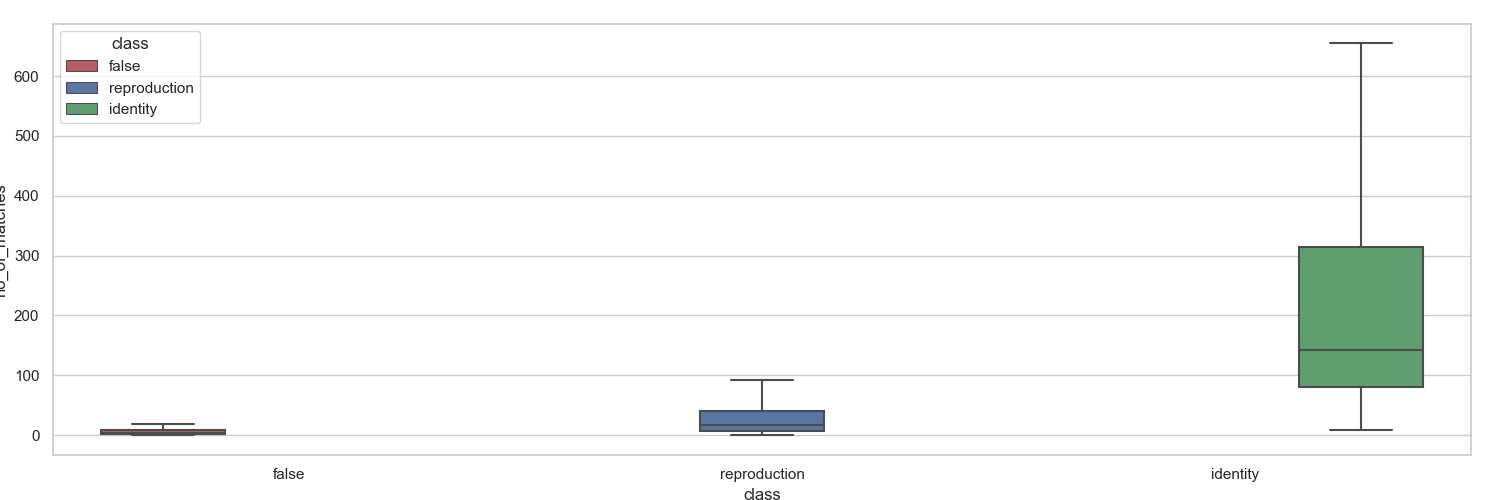 class
false
reproduction
identity
600
500
400
300
200
100
0
no_of_matches
false
reproduction
identity
class